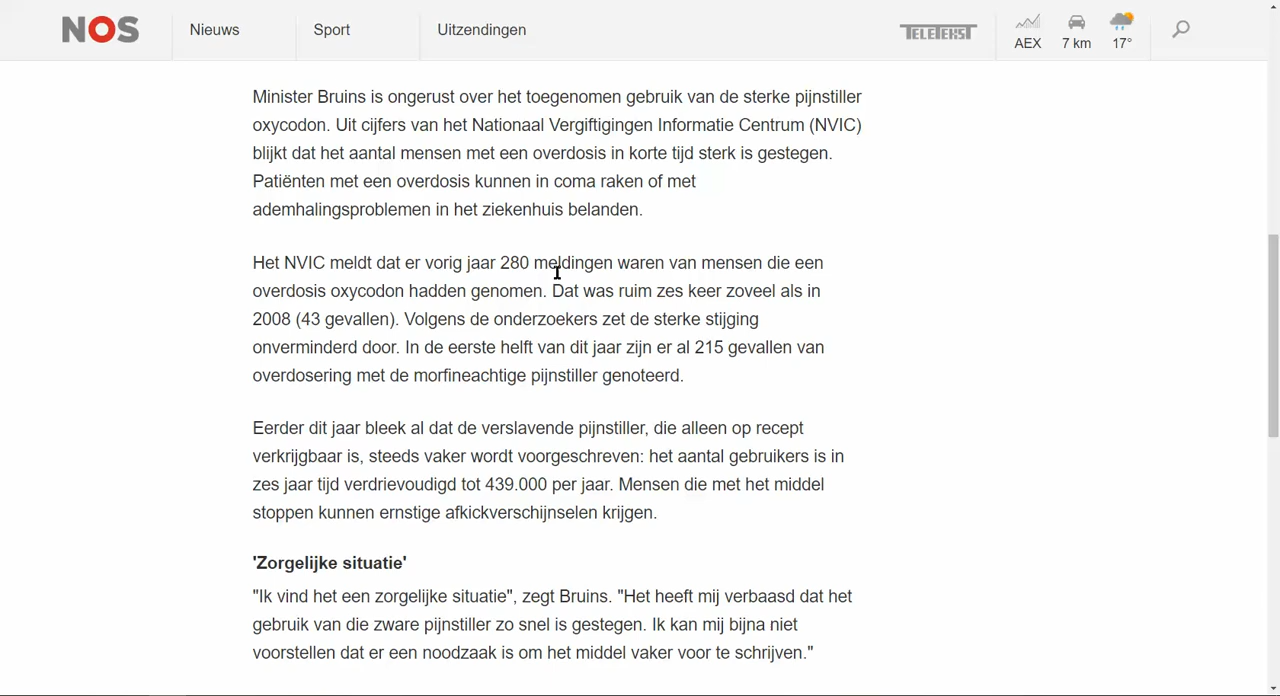 NOS
Nieuws
Sport
Uitzendingen
TELETEKST
AEX
7 km
17°
Minister Bruins is ongerust over het toegenomen gebruik van de sterke pijnstiller
oxycodon. Uit cijfers van het Nationaal Vergiftigingen Informatie Centrum (NVIC)
blijkt dat het aantal mensen met een overdosis in korte tijd sterk is gestegen.
Patiënten met een overdosis kunnen in coma raken of met
ademhalingsproblemen in het ziekenhuis belanden.
Het NVIC meldt dat er vorig jaar 280 meldingen waren van mensen die een
overdosis oxycodon hadden genomen. Dat was ruim zes keer zoveel als in
2008 (43 gevallen). Volgens de onderzoekers zet de sterke stijging
onverminderd door. In de eerste helft van dit jaar zijn er al 215 gevallen van
overdosering met de morfineachtige pijnstiller genoteerd.
Eerder dit jaar bleek al dat de verslavende pijnstiller, die alleen op recept
verkrijgbaar is, steeds vaker wordt voorgeschreven: het aantal gebruikers is in
zes jaar tijd verdrievoudigd tot 439.000 per jaar. Mensen die met het middel
stoppen kunnen ernstige afkickverschijnselen krijgen.
'Zorgelijke situatie'
"Ik vind het een zorgelijke situatie", zegt Bruins. "Het heeft mij verbaasd dat het
gebruik van die zware pijnstiller zo snel is gestegen. Ik kan mij bijna niet
voorstellen dat er een noodzaak is om het middel vaker voor te schrijven."